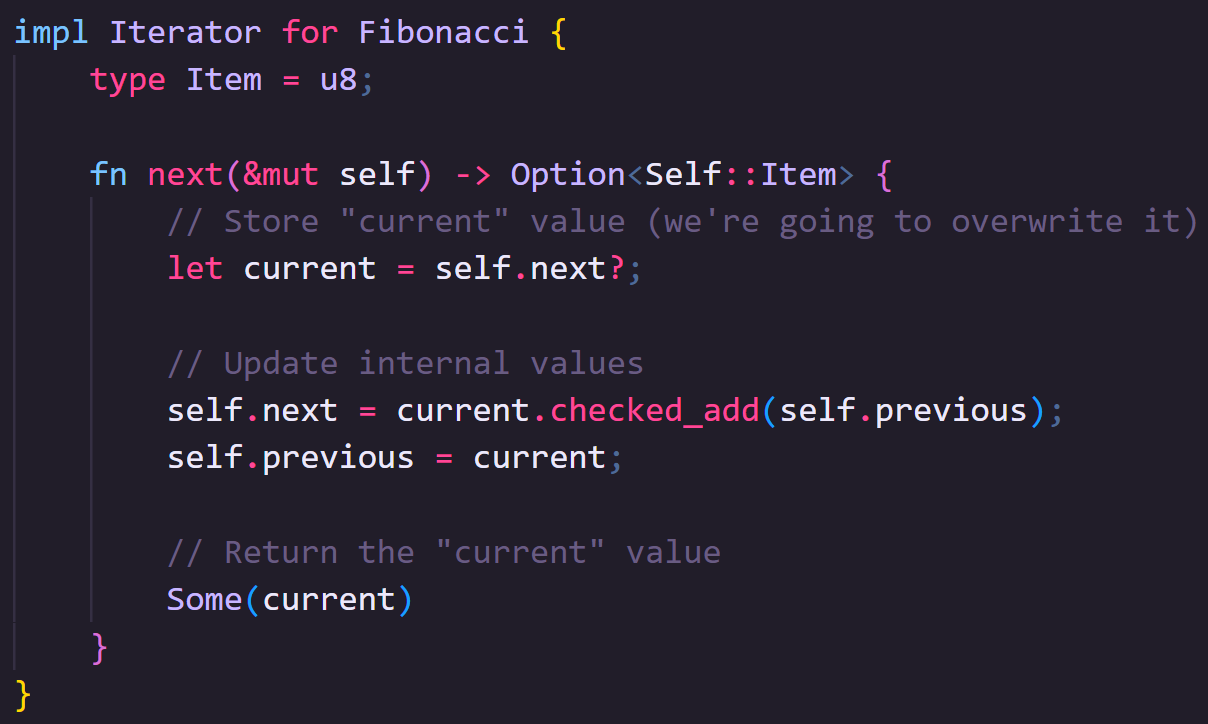 impl Iterator for Fibonacci {
    type Item = u8;

    fn next(&mut self) -> Option<Self::Item> {
        // Store "current" value (we're going to overwrite it)
        let current = self.next?;

        // Update internal values
        self.next = current.checked_add(self.previous);
        self.previous = current;

        // Return the "current" value
        Some(current)
    }
}